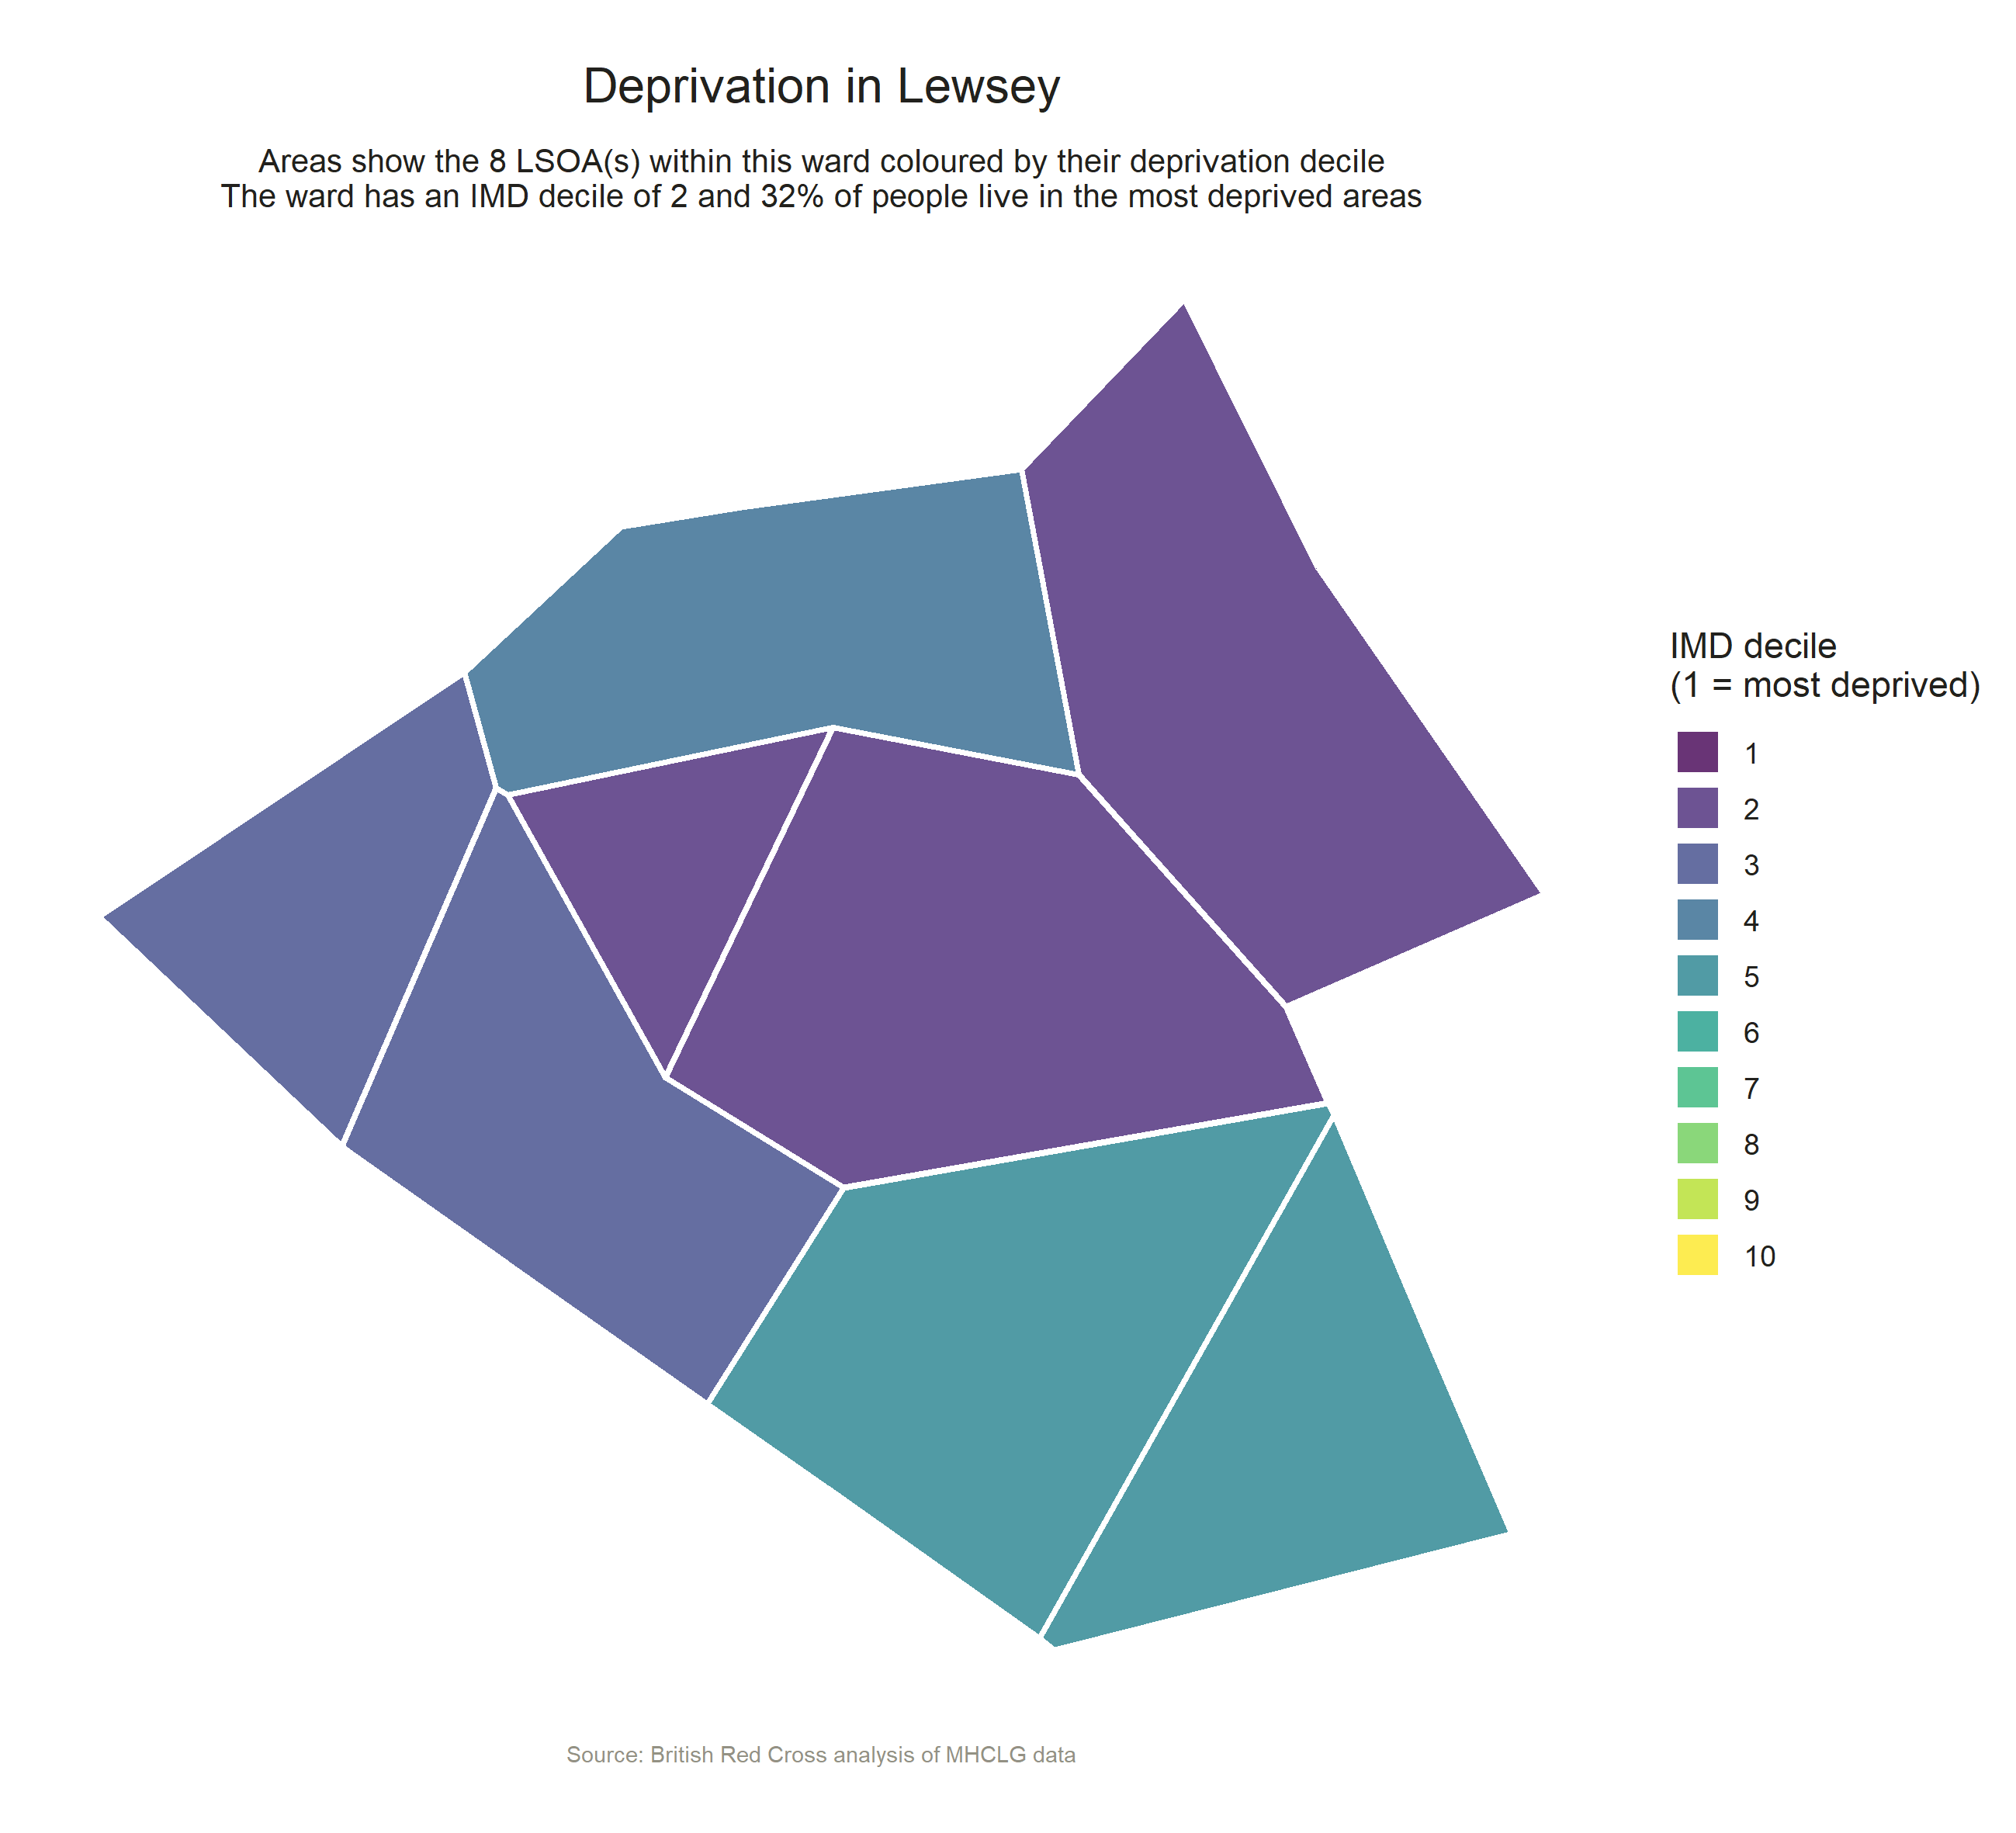 Deprivation in Lewsey
Areas show the 8 LSOA(s) within this ward coloured by their deprivation decile
The ward has an IMD decile of 2 and 32% of people live in the most deprived areas
IMD decile
(1 = most deprived)
1
2
3
4
5
6
7
8
9
10
Source: British Red Cross analysis of MHCLG data